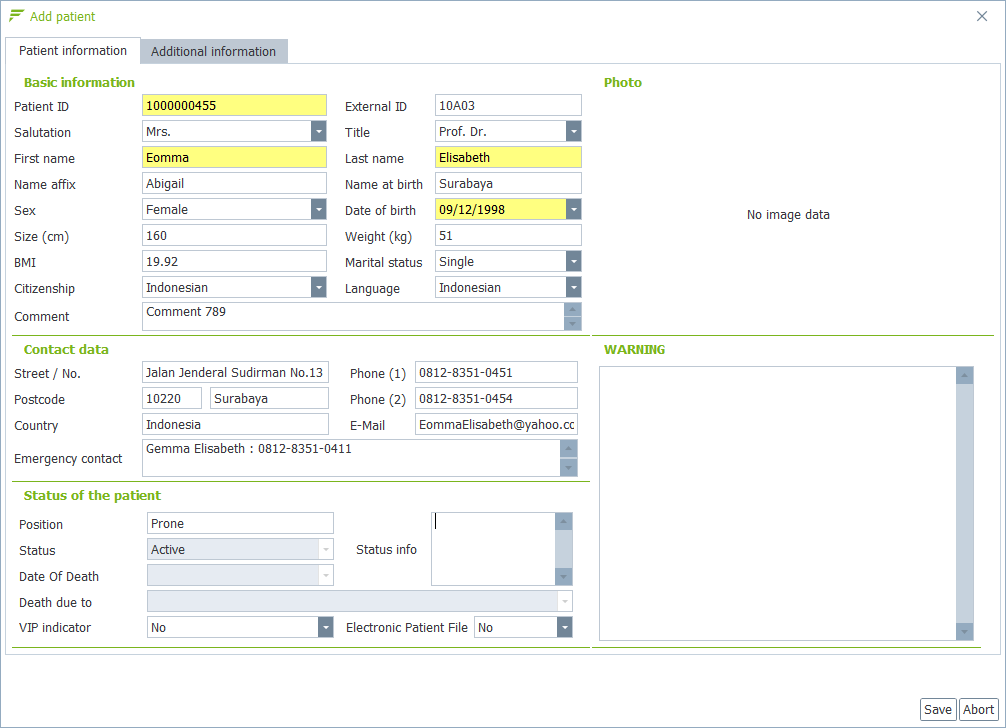 Add patient
Patient information Additional information
Basic information
Patient ID 1000000455 External ID 10A03
Salutation Mrs. Title Prof. Dr.
First name Eomma Last name Elisabeth
Name affix Abigail Name at birth Surabaya
Sex Female Date of birth 09/12/1998
Size (cm) 160 Weight (kg) 51
BMI 19.92 Marital status Single
Citizenship Indonesian Language Indonesian
Comment Comment 789
Photo
No image data
Contact data
Street / No. Jalan Jenderal Sudirman No.13 Phone (1) 0812-8351-0451
Postcode 10220 Surabaya Phone (2) 0812-8351-0454
Country Indonesia E-Mail EommaElisabeth@yahoo.cc
Emergency contact Gemma Elisabeth : 0812-8351-0411
WARNING
Status of the patient
Position Prone
Status Active Status info
Date Of Death
Death due to
VIP indicator No Electronic Patient File No
Save Abort